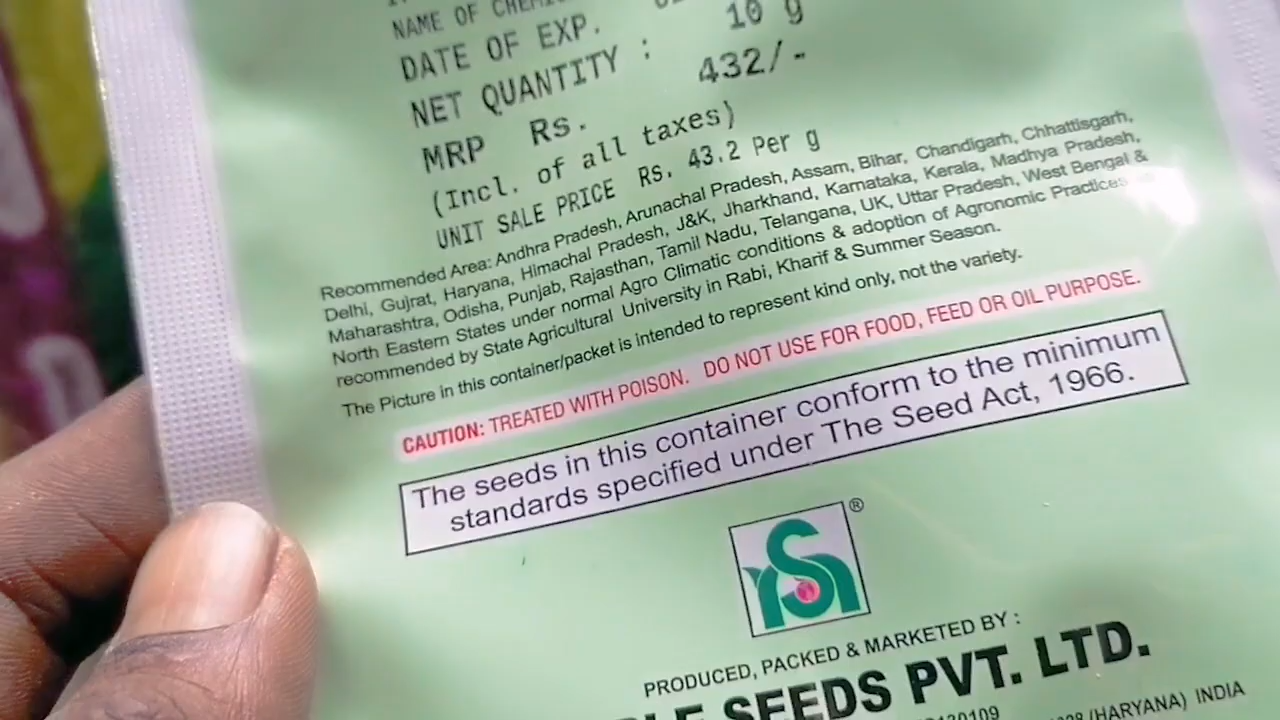 NAME OF
DATE OF EXP.
NET QUANTITY : 10 g
MRP Rs. 432/-
(Incl. of all taxes)
UNIT SALE PRICE Rs. 43.2 Per g
Recommended Area: Andhra Pradesh, Arunachal Pradesh, Assam, Bihar, Chandigarh, Chhattisgarh,
Delhi, Gujrat, Haryana, Himachal Pradesh, J&K, Jharkhand, Karnataka, Kerala, Madhya Pradesh,
Maharashtra, Odisha, Punjab, Rajasthan, Tamil Nadu, Telangana, UK, Uttar Pradesh, West Bengal &
North Eastern States under normal Agro Climatic conditions & adoption of Agronomic Practices
recommended by State Agricultural University in Rabi, Kharif & Summer Season.
The Picture in this container/packet is intended to represent kind only, not the variety.
CAUTION: TREATED WITH POISON. DO NOT USE FOR FOOD, FEED OR OIL PURPOSE.
The seeds in this container conform to the minimum
standards specified under The Seed Act, 1966.
®
PRODUCED, PACKED & MARKETED BY :
SEEDS PVT. LTD.
(HARYANA) INDIA